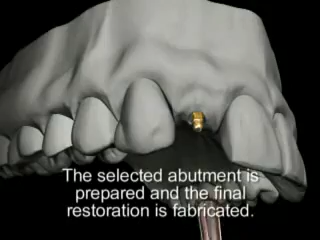 The selected abutment is
prepared and the final
restoration is fabricated.